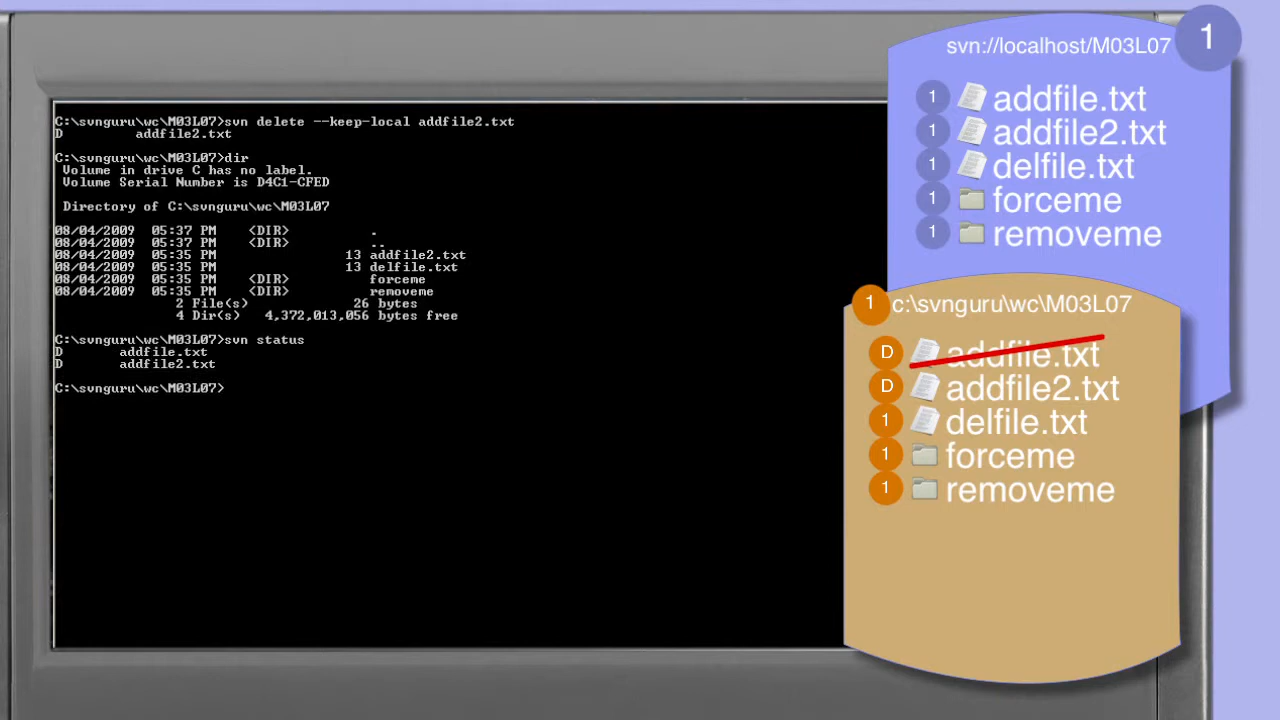 C:\svnguru\wc\M03L07>svn delete --keep-local addfile2.txt
D         addfile2.txt
C:\svnguru\wc\M03L07>dir
 Volume in drive C has no label.
 Volume Serial Number is D4C1-CFED
 Directory of C:\svnguru\wc\M03L07
08/04/2009  05:37 PM    <DIR>          .
08/04/2009  05:37 PM    <DIR>          ..
08/04/2009  05:35 PM                13 addfile2.txt
08/04/2009  05:35 PM                13 delfile.txt
08/04/2009  05:35 PM    <DIR>          forceme
08/04/2009  05:35 PM    <DIR>          removeme
               2 File(s)             26 bytes
               4 Dir(s)   4,372,013,056 bytes free
C:\svnguru\wc\M03L07>svn status
D       addfile.txt
D       addfile2.txt
C:\svnguru\wc\M03L07>
svn://localhost/M03L07 1
1 addfile.txt
1 addfile2.txt
1 delfile.txt
1 forceme
1 removeme
1 c:\svnguru\wc\M03L07
D addfile.txt
D addfile2.txt
1 delfile.txt
1 forceme
1 removeme